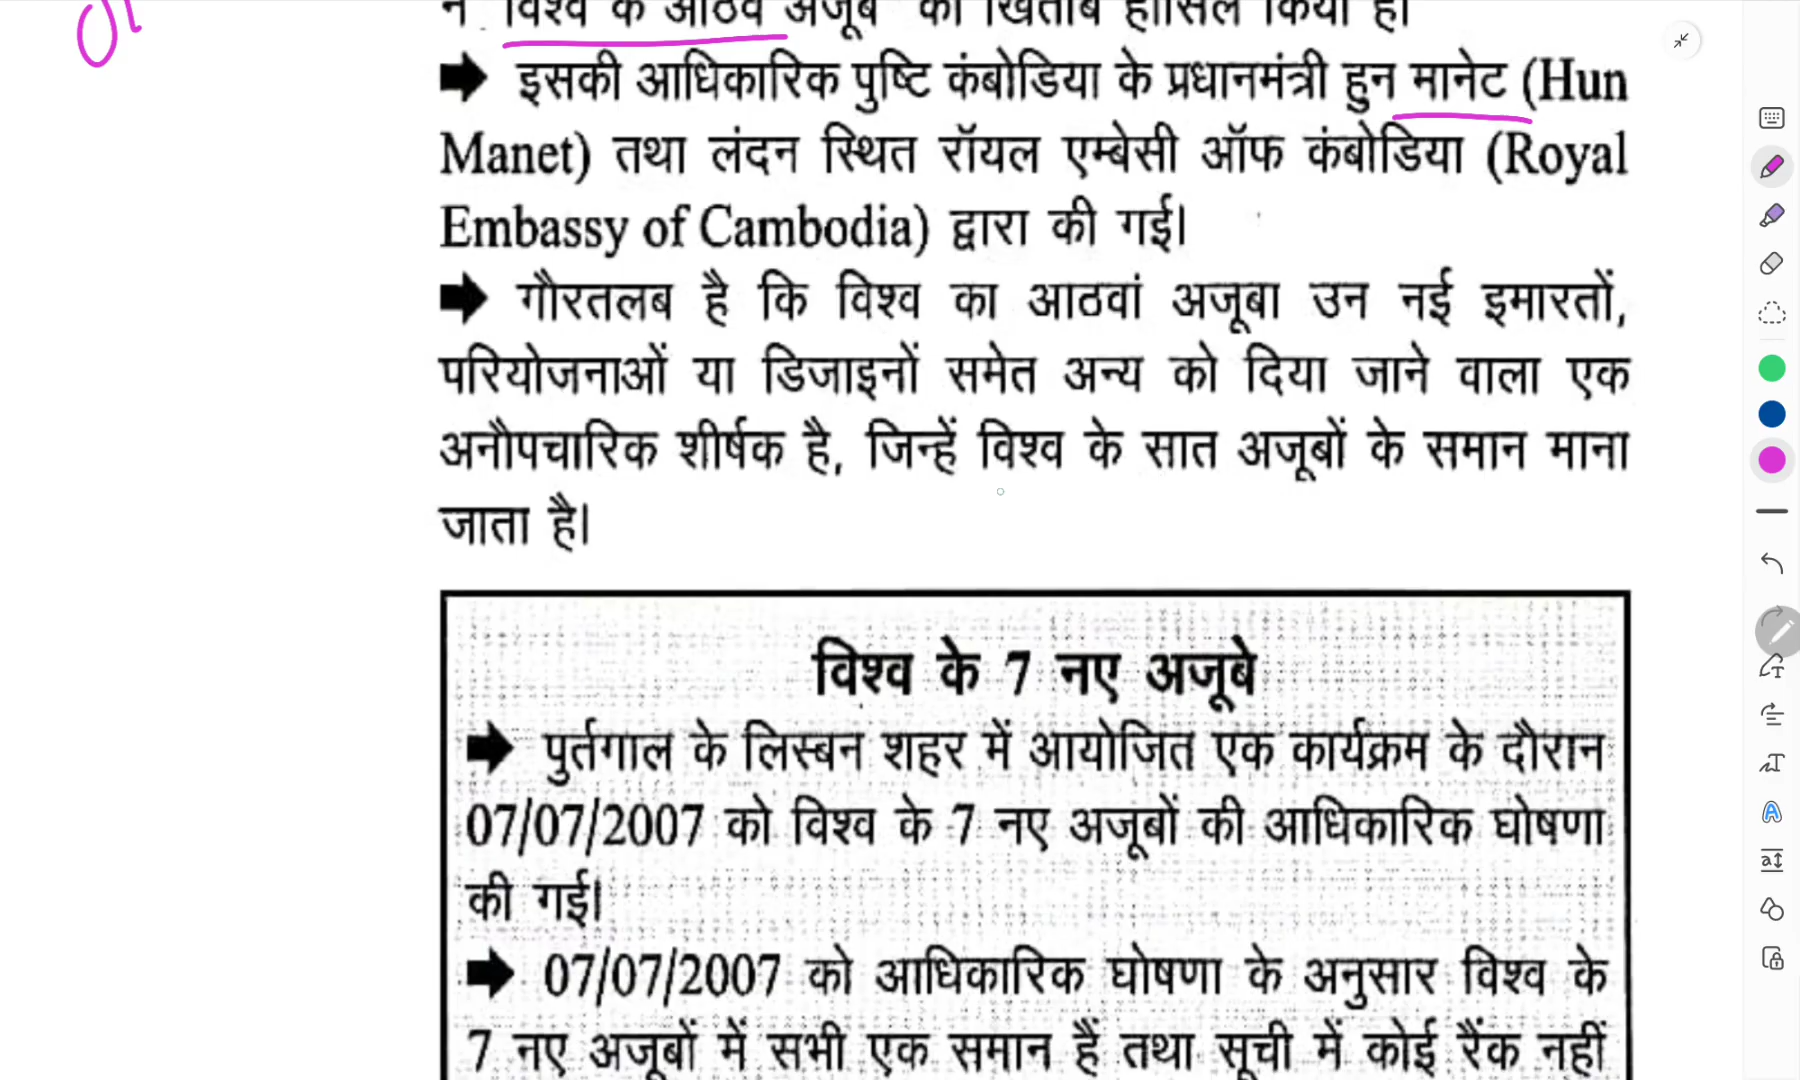 न 'विश्व के आठवें अजूबे' का खिताब हासिल किया है।
➡ इसकी आधिकारिक पुष्टि कंबोडिया के प्रधानमंत्री हुन मानेट (Hun
Manet) तथा लंदन स्थित रॉयल एम्बेसी ऑफ कंबोडिया (Royal
Embassy of Cambodia) द्वारा की गई।
➡ गौरतलब है कि विश्व का आठवां अजूबा उन नई इमारतों,
परियोजनाओं या डिजाइनों समेत अन्य को दिया जाने वाला एक
अनौपचारिक शीर्षक है, जिन्हें विश्व के सात अजूबों के समान माना
जाता है।
विश्व के 7 नए अजूबे
➡ पुर्तगाल के लिस्बन शहर में आयोजित एक कार्यक्रम के दौरान
07/07/2007 को विश्व के 7 नए अजूबों की आधिकारिक घोषणा
की गई।
➡ 07/07/2007 को आधिकारिक घोषणा के अनुसार विश्व के
7 नए अजूबों में सभी एक समान हैं तथा सूची में कोई रैंक नहीं